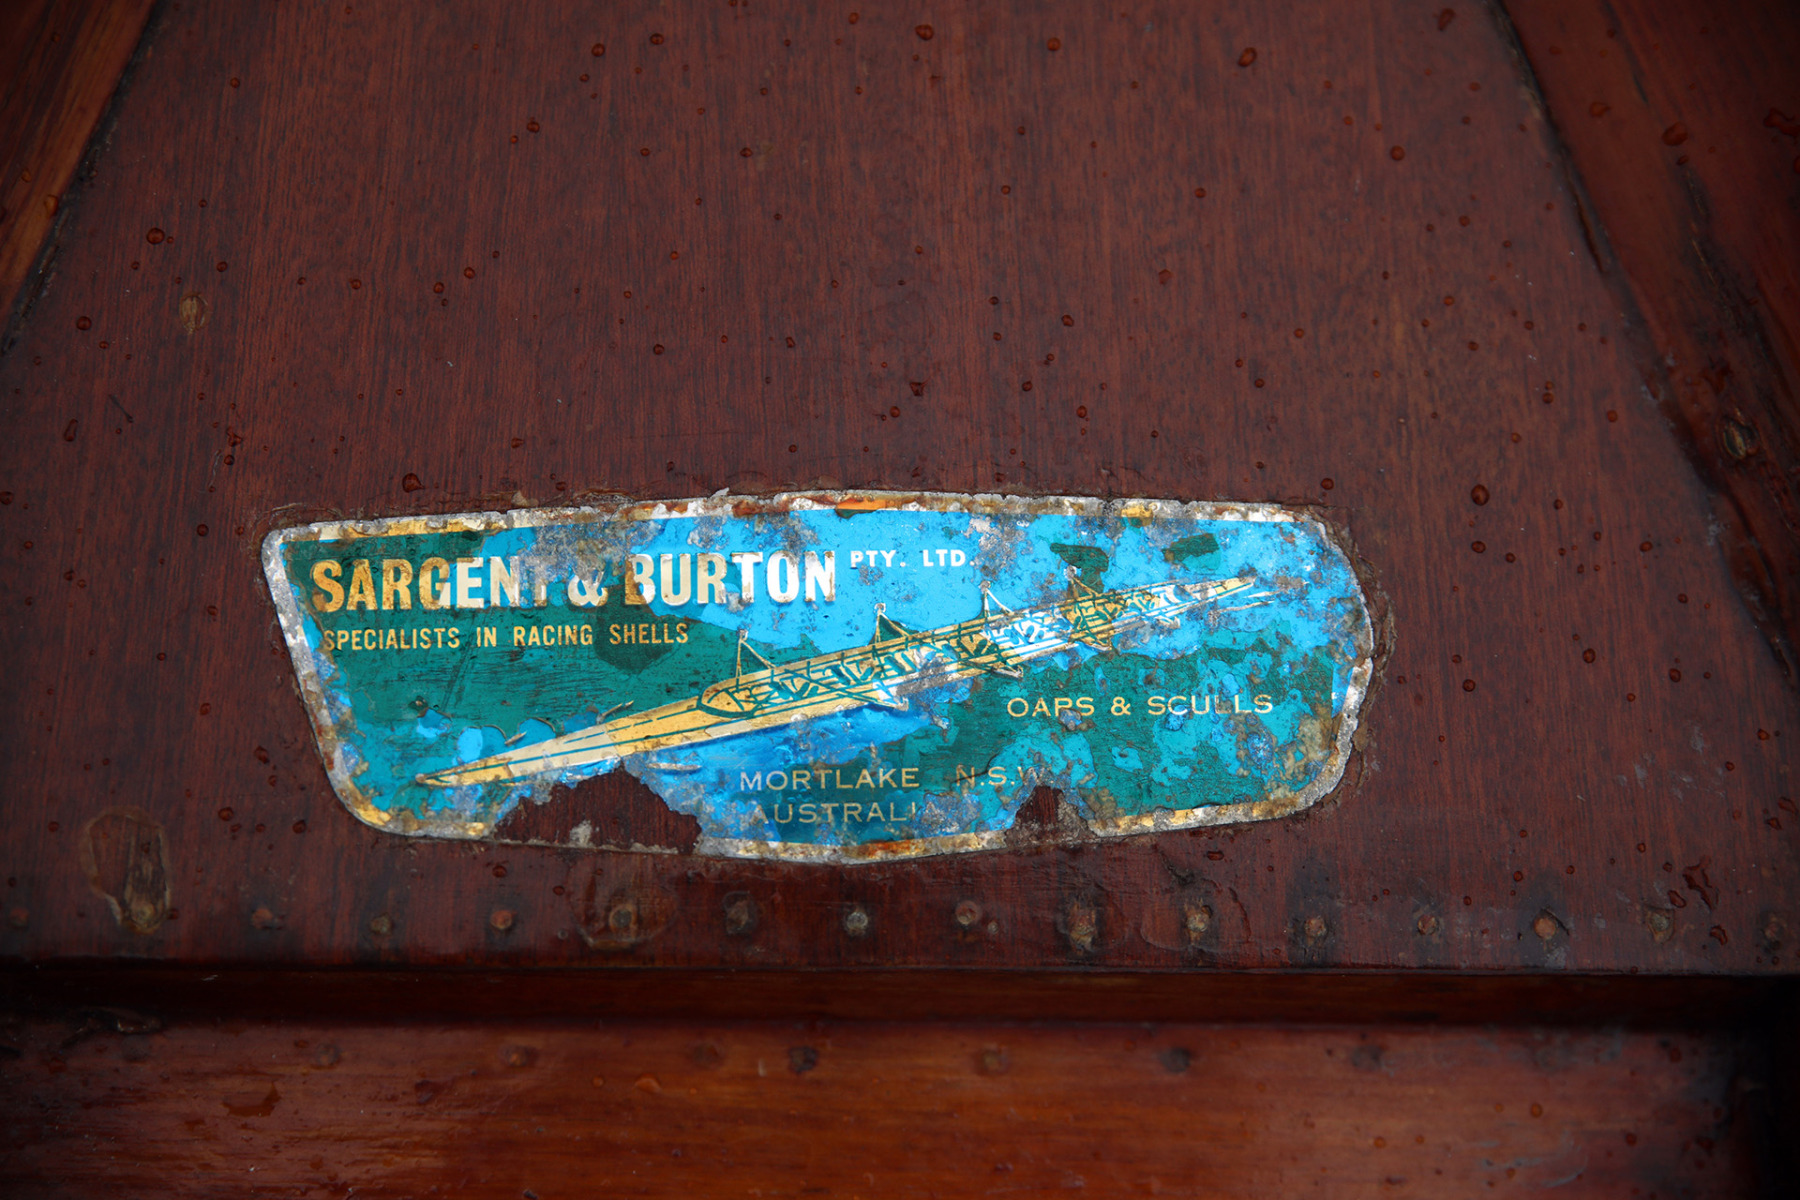 SARGENT & BURTON PTY. LTD.
SPECIALISTS IN RACING SHELLS
OARS & SCULLS
MORTLAKE N.S.W
AUSTRALIA